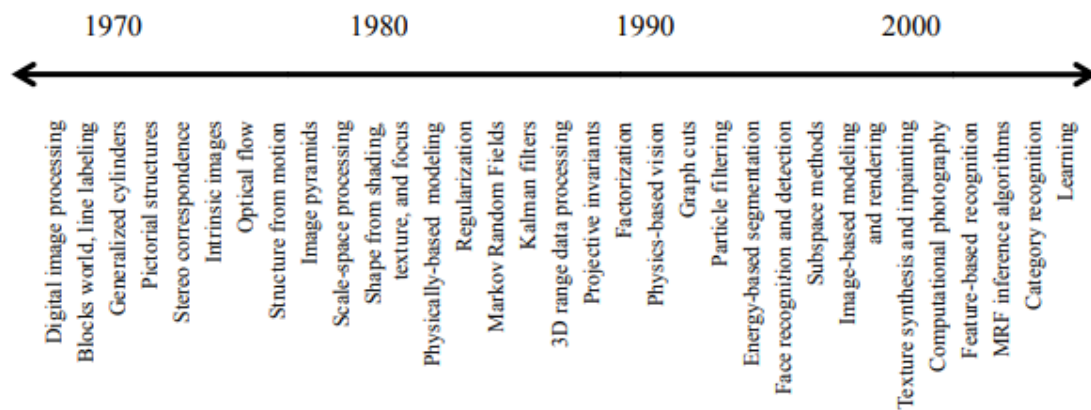 1970
1980
1990
2000
Digital image processing
Blocks world, line labeling
Generalized cylinders
Pictorial structures
Stereo correspondence
Intrinsic images
Optical flow
Structure from motion
Image pyramids
Scale-space processing
Shape from shading,
texture, and focus
Physically-based modeling
Regularization
Markov Random Fields
Kalman filters
3D range data processing
Projective invariants
Factorization
Physics-based vision
Graph cuts
Particle filtering
Energy-based segmentation
Face recognition and detection
Subspace methods
Image-based modeling
and rendering
Texture synthesis and inpainting
Computational photography
Feature-based recognition
MRF inference algorithms
Category recognition
Learning